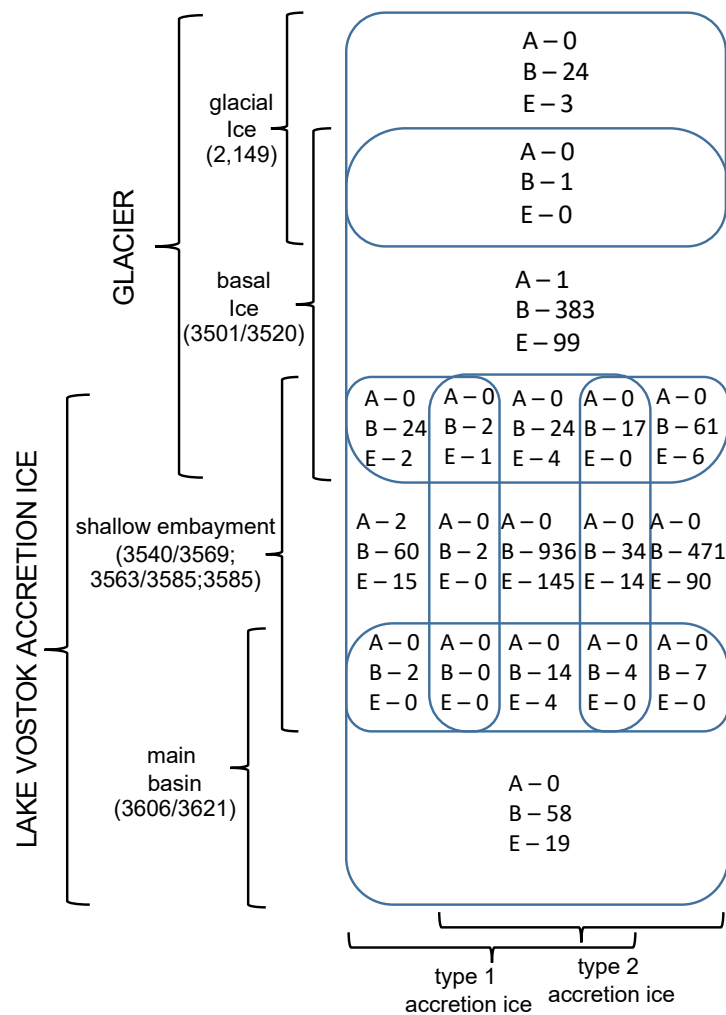 A – 0
B – 24
E – 3
glacial
Ice
(2,149)
A – 0
B – 1
E – 0
GLACIER
basal
Ice
(3501/3520)
A – 1
B – 383
E – 99
A – 0 A – 0 A – 0 A – 0 A – 0
B – 24 B – 2 B – 24 B – 17 B – 61
E – 2 E – 1 E – 4 E – 0 E – 6
LAKE VOSTOK ACCRETION ICE
shallow embayment
(3540/3569;
3563/3585;3585)
A – 2 A – 0 A – 0 A – 0 A – 0
B – 60 B – 2 B – 936 B – 34 B – 471
E – 15 E – 0 E – 145 E – 14 E – 90
A – 0 A – 0 A – 0 A – 0 A – 0
B – 2 B – 0 B – 14 B – 4 B – 7
E – 0 E – 0 E – 4 E – 0 E – 0
main
basin
(3606/3621)
A – 0
B – 58
E – 19
type 1
accretion ice
type 2
accretion ice